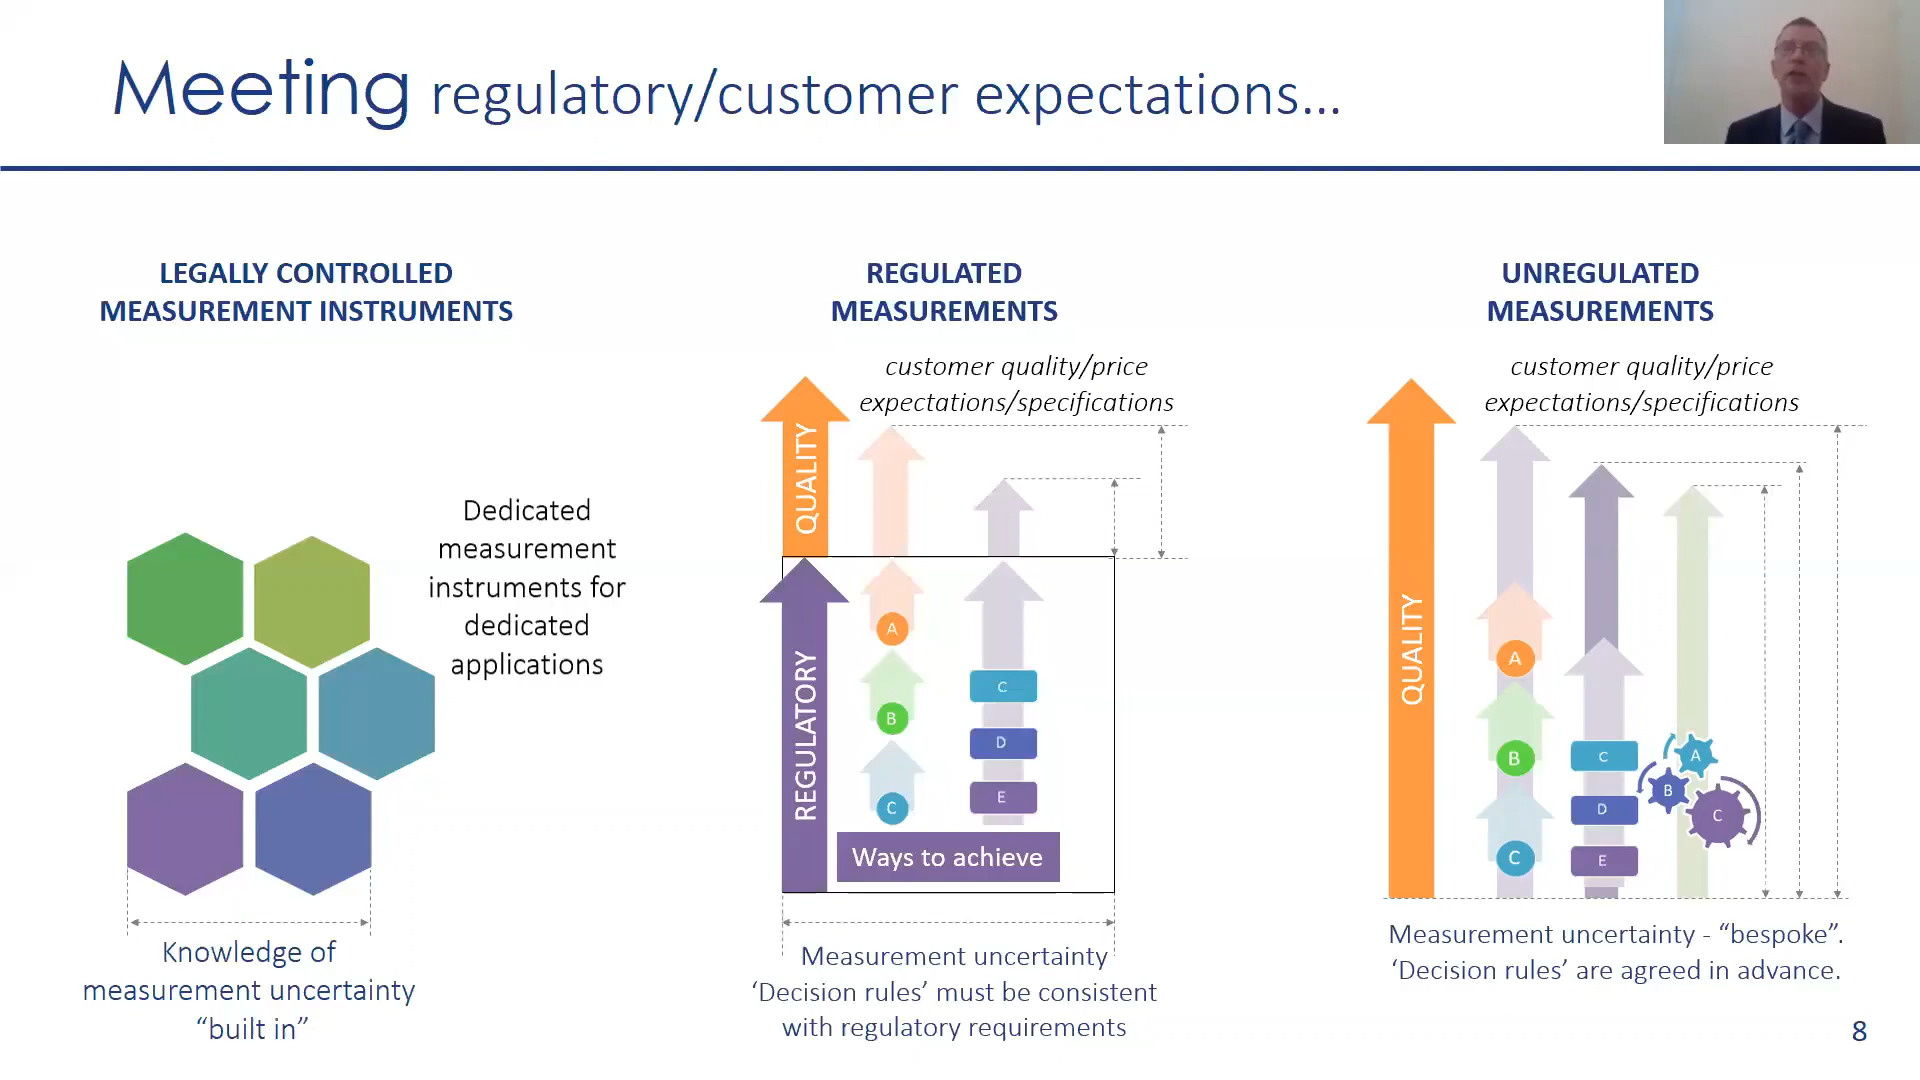 Meeting regulatory/customer expectations...
LEGALLY CONTROLLED
MEASUREMENT INSTRUMENTS
Dedicated
measurement
instruments for
dedicated
applications
Knowledge of
measurement uncertainty
“built in”
REGULATED
MEASUREMENTS
customer quality/price
expectations/specifications
QUALITY
REGULATORY
A
B
C
C
D
E
Ways to achieve
Measurement uncertainty
‘Decision rules’ must be consistent
with regulatory requirements
UNREGULATED
MEASUREMENTS
customer quality/price
expectations/specifications
QUALITY
A
B
C
C
D
E
A
B
C
Measurement uncertainty - “bespoke”.
‘Decision rules’ are agreed in advance.
8